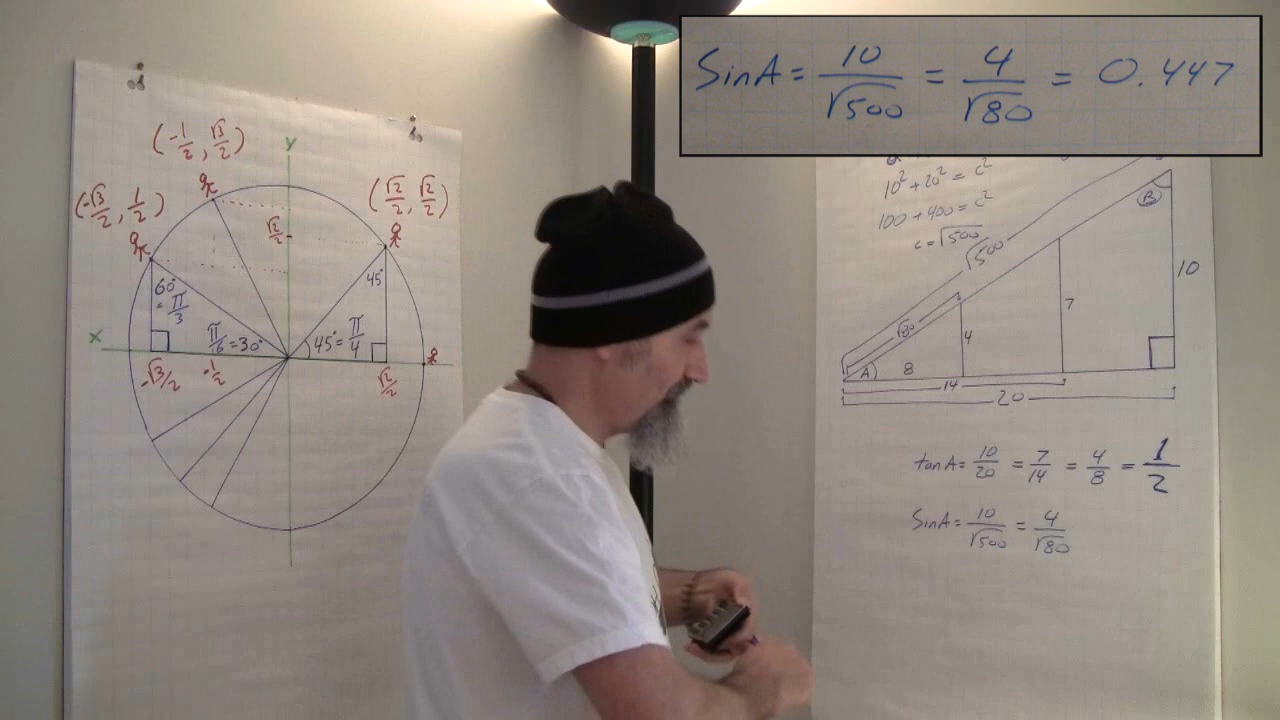 SinA = 10/√500 = 4/√80 = 0.447
(-1/2, √3/2)
y
(-√3/2, 1/2)
(√2/2, √2/2)
√2/2
60°
= π/3
45°
x
π/6 = 30°
45° = π/4
-√3/2
-1/2
√2/2
10² + 20² = c²
100 + 400 = c²
c = √500
√500
B
10
7
√80
4
A
8
14
20
tanA = 10/20 = 7/14 = 4/8 = 1/2
SinA = 10/√500 = 4/√80